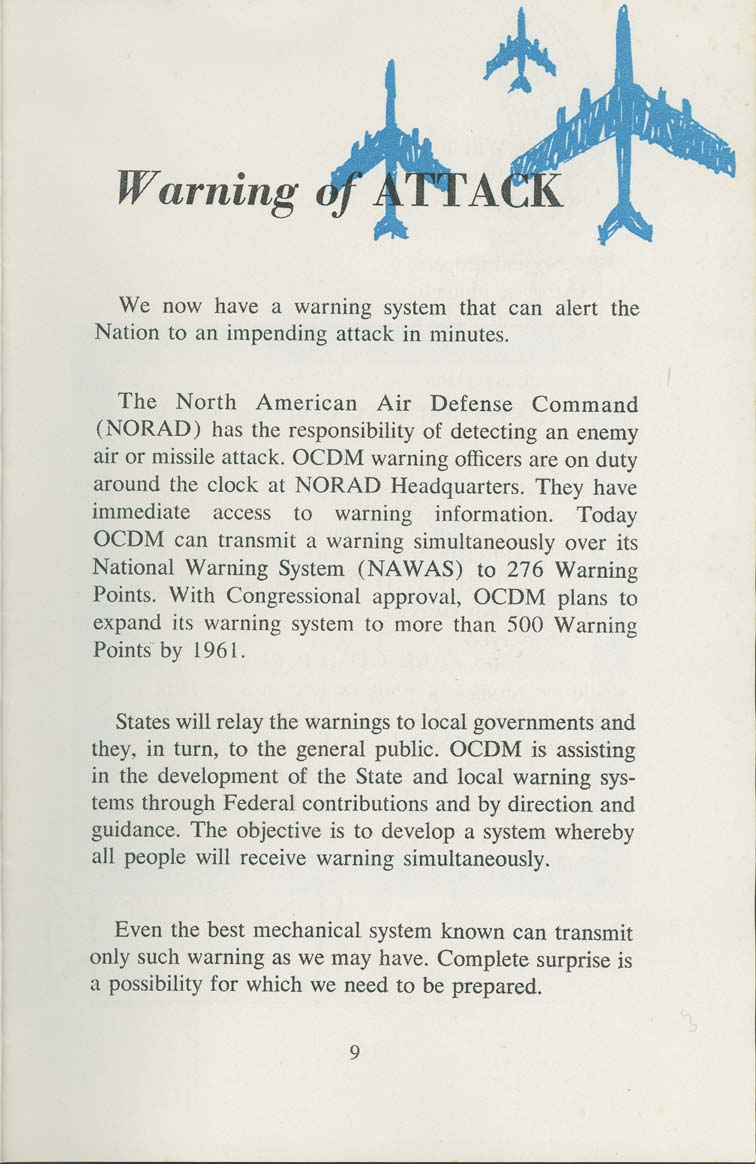 Warning of ATTACK
We now have a warning system that can alert the
Nation to an impending attack in minutes.
The North American Air Defense Command
(NORAD) has the responsibility of detecting an enemy
air or missile attack. OCDM warning officers are on duty
around the clock at NORAD Headquarters. They have
immediate access to warning information. Today
OCDM can transmit a warning simultaneously over its
National Warning System (NAWAS) to 276 Warning
Points. With Congressional approval, OCDM plans to
expand its warning system to more than 500 Warning
Points by 1961.
States will relay the warnings to local governments and
they, in turn, to the general public. OCDM is assisting
in the development of the State and local warning sys-
tems through Federal contributions and by direction and
guidance. The objective is to develop a system whereby
all people will receive warning simultaneously.
Even the best mechanical system known can transmit
only such warning as we may have. Complete surprise is
a possibility for which we need to be prepared.
9